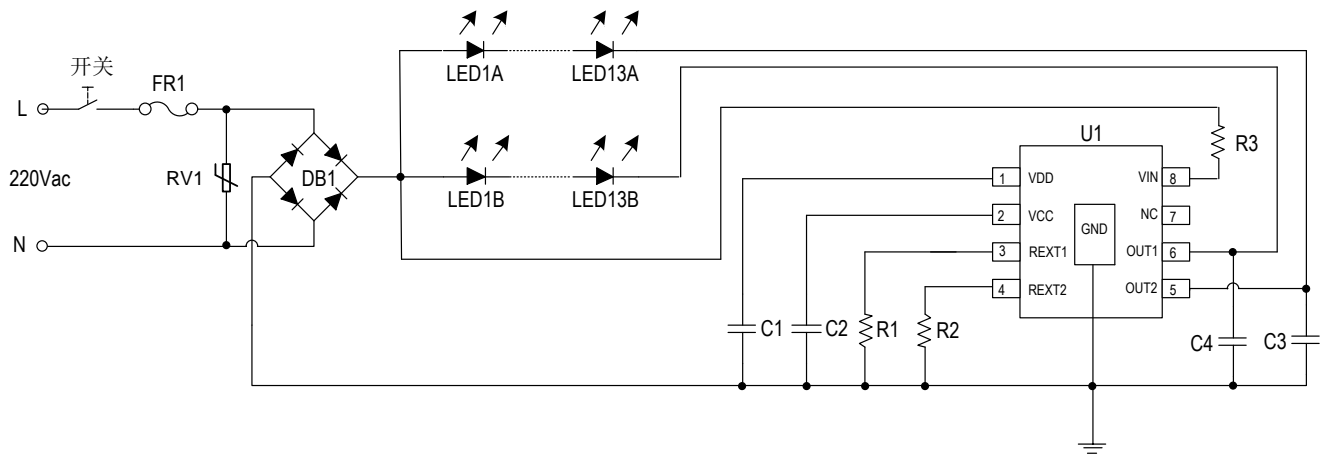 LED1A
LED13A
开关
FR1
L
220Vac
RV1
DB1
LED1B
LED13B
N
U1
R3
1
VDD
VIN
8
2
VCC
GND
NC
7
3
REXT1
OUT1
6
4
REXT2
OUT2
5
C1
C2
R1
R2
C4
C3